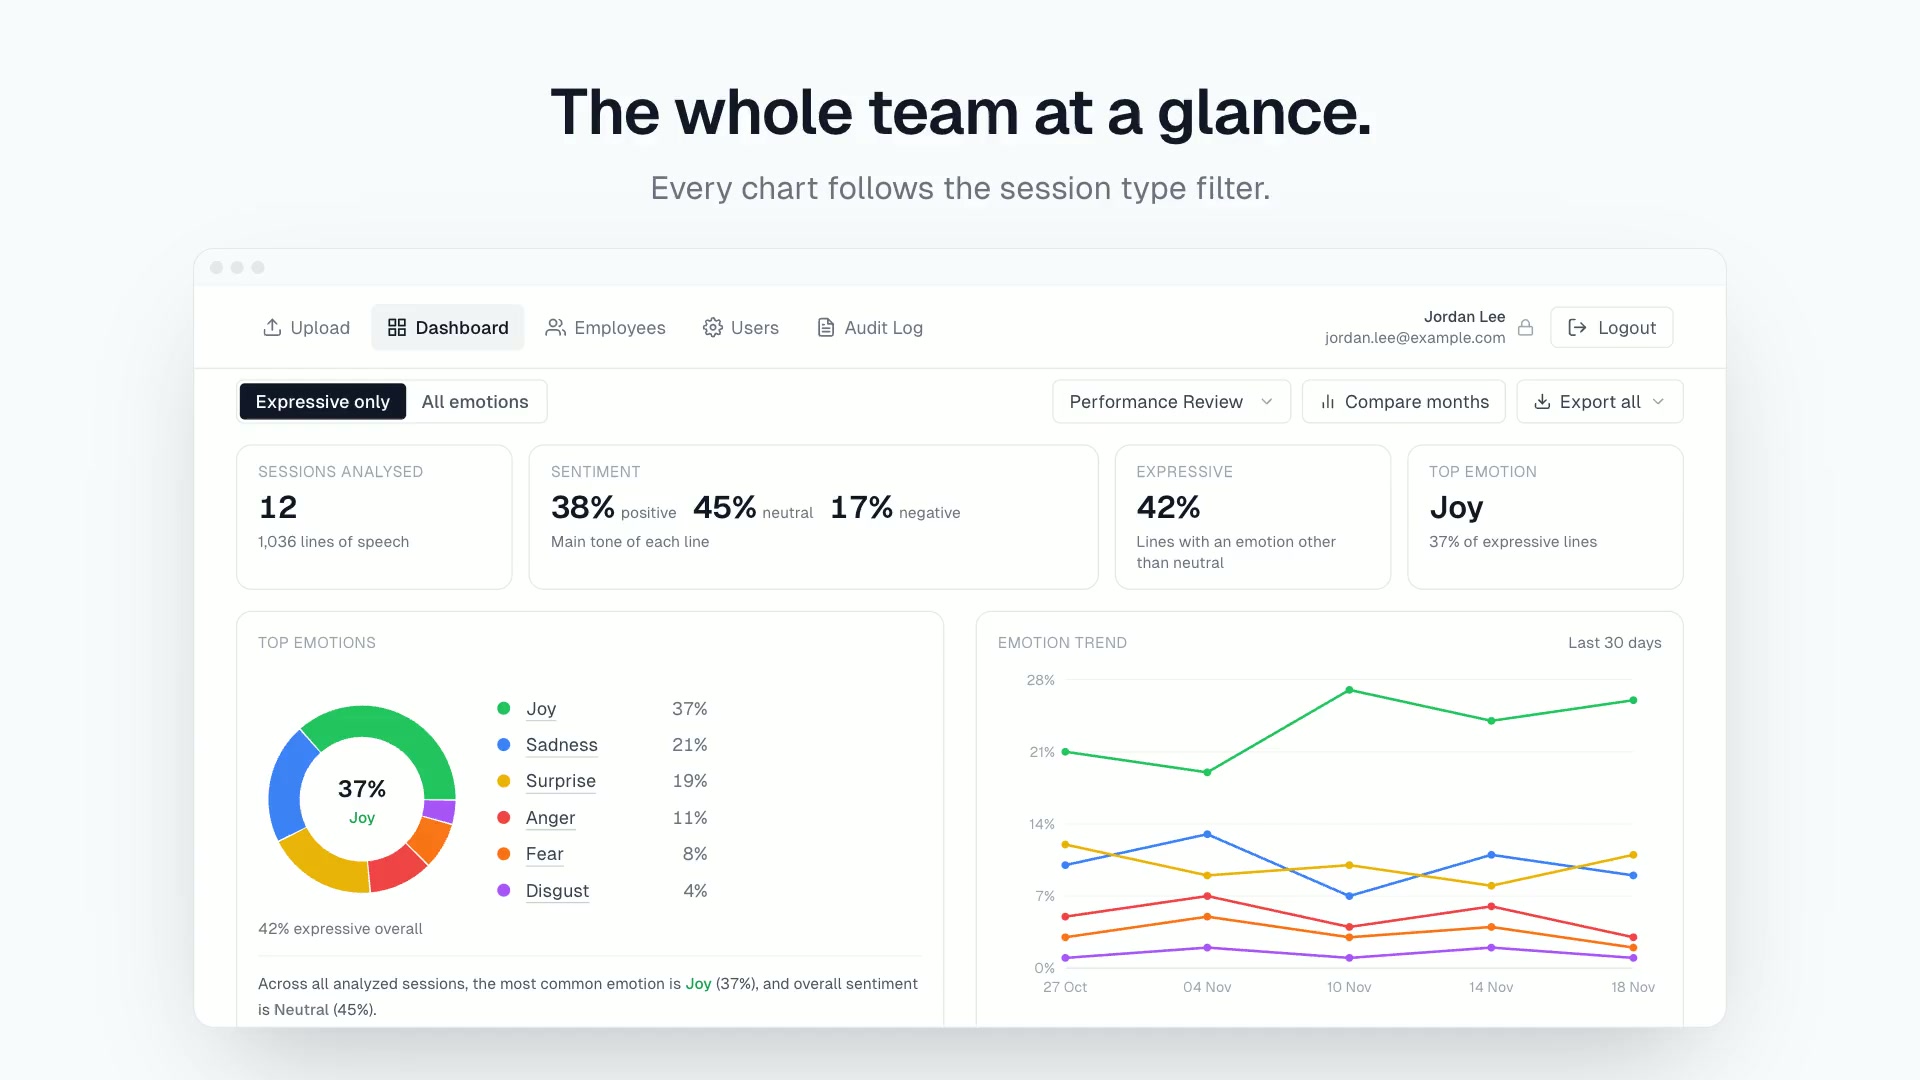 The whole team at a glance.
Every chart follows the session type filter.
Upload
Dashboard
Employees
Users
Audit Log
Jordan Lee
jordan.lee@example.com
Logout
Expressive only
All emotions
Performance Review
Compare months
Export all
SESSIONS ANALYSED
12
1,036 lines of speech
SENTIMENT
38% positive 45% neutral 17% negative
Main tone of each line
EXPRESSIVE
42%
Lines with an emotion other
than neutral
TOP EMOTION
Joy
37% of expressive lines
TOP EMOTIONS
37%
Joy
Joy 37%
Sadness 21%
Surprise 19%
Anger 11%
Fear 8%
Disgust 4%
42% expressive overall
Across all analyzed sessions, the most common emotion is Joy (37%), and overall sentiment
is Neutral (45%).
EMOTION TREND
Last 30 days
28%
21%
14%
7%
0%
27 Oct 04 Nov 10 Nov 14 Nov 18 Nov